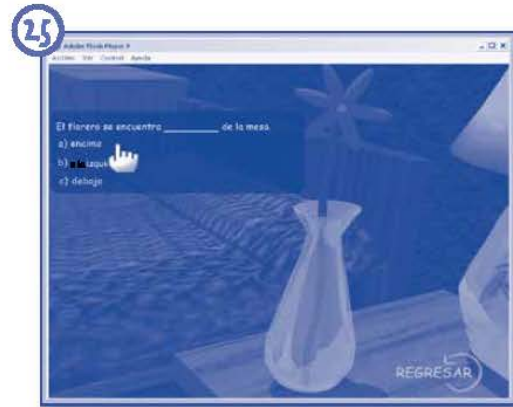 25
Adobe Flash Player 9
Archivo Ver Control Ayuda
El florero se encuentra _________ de la mesa.
a) encima
b) a la izqui
c) debajo
REGRESAR